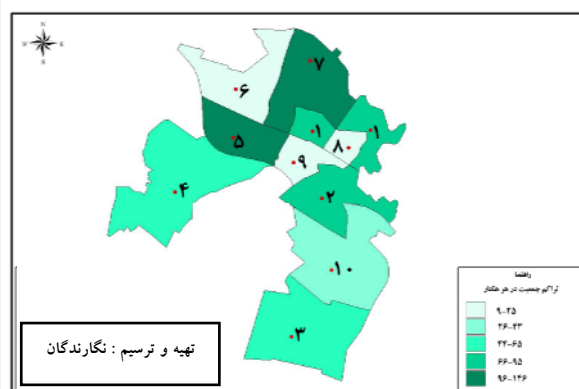 N
W E
S
۷
۶
۱
۱
۸
۵
۹
۴
۲
۱۰
۳
راهنما
تراکم جمعیت در هر هکتار
۹-۲۵
۲۶-۴۳
۴۴-۶۵
۶۶-۹۵
۹۶-۱۴۶
تهیه و ترسیم : نگارندگان